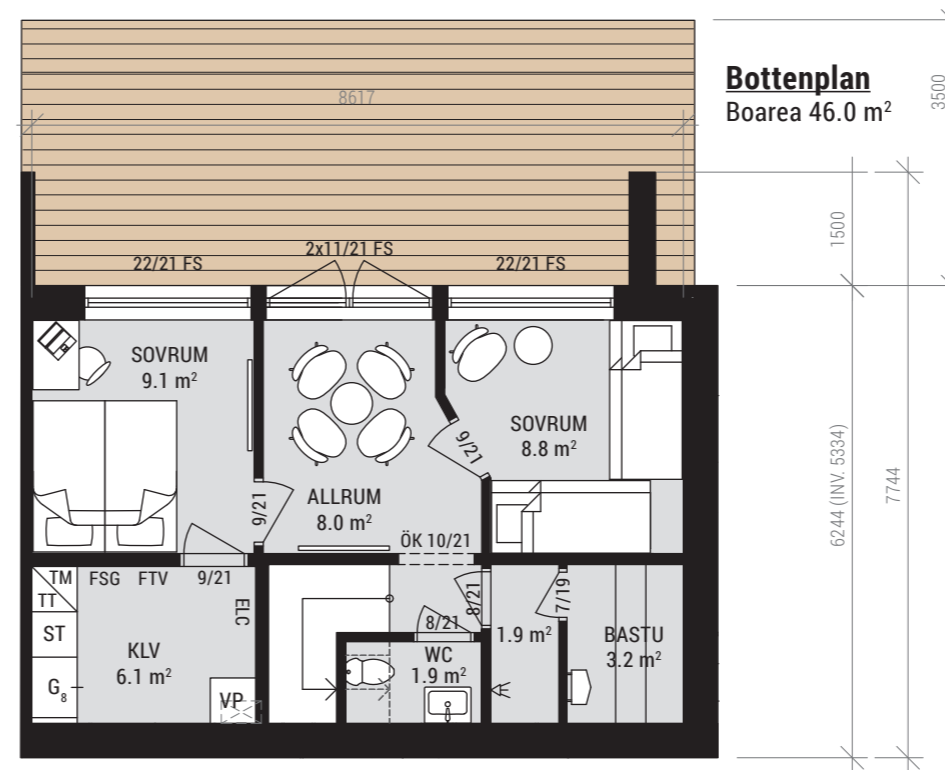 Bottenplan
Boarea 46.0 m²
8617
3500
1500
22/21 FS
2x11/21 FS
22/21 FS
SOVRUM
9.1 m²
SOVRUM
8.8 m²
9/21
6244 (INV. 5334)
7744
9/21
ALLRUM
8.0 m²
ÖK 10/21
TM
TT
FSG
FTV
9/21
ELC
ST
KLV
6.1 m²
G8
VP
8/21
8/21
WC
1.9 m²
1.9 m²
7/19
BASTU
3.2 m²